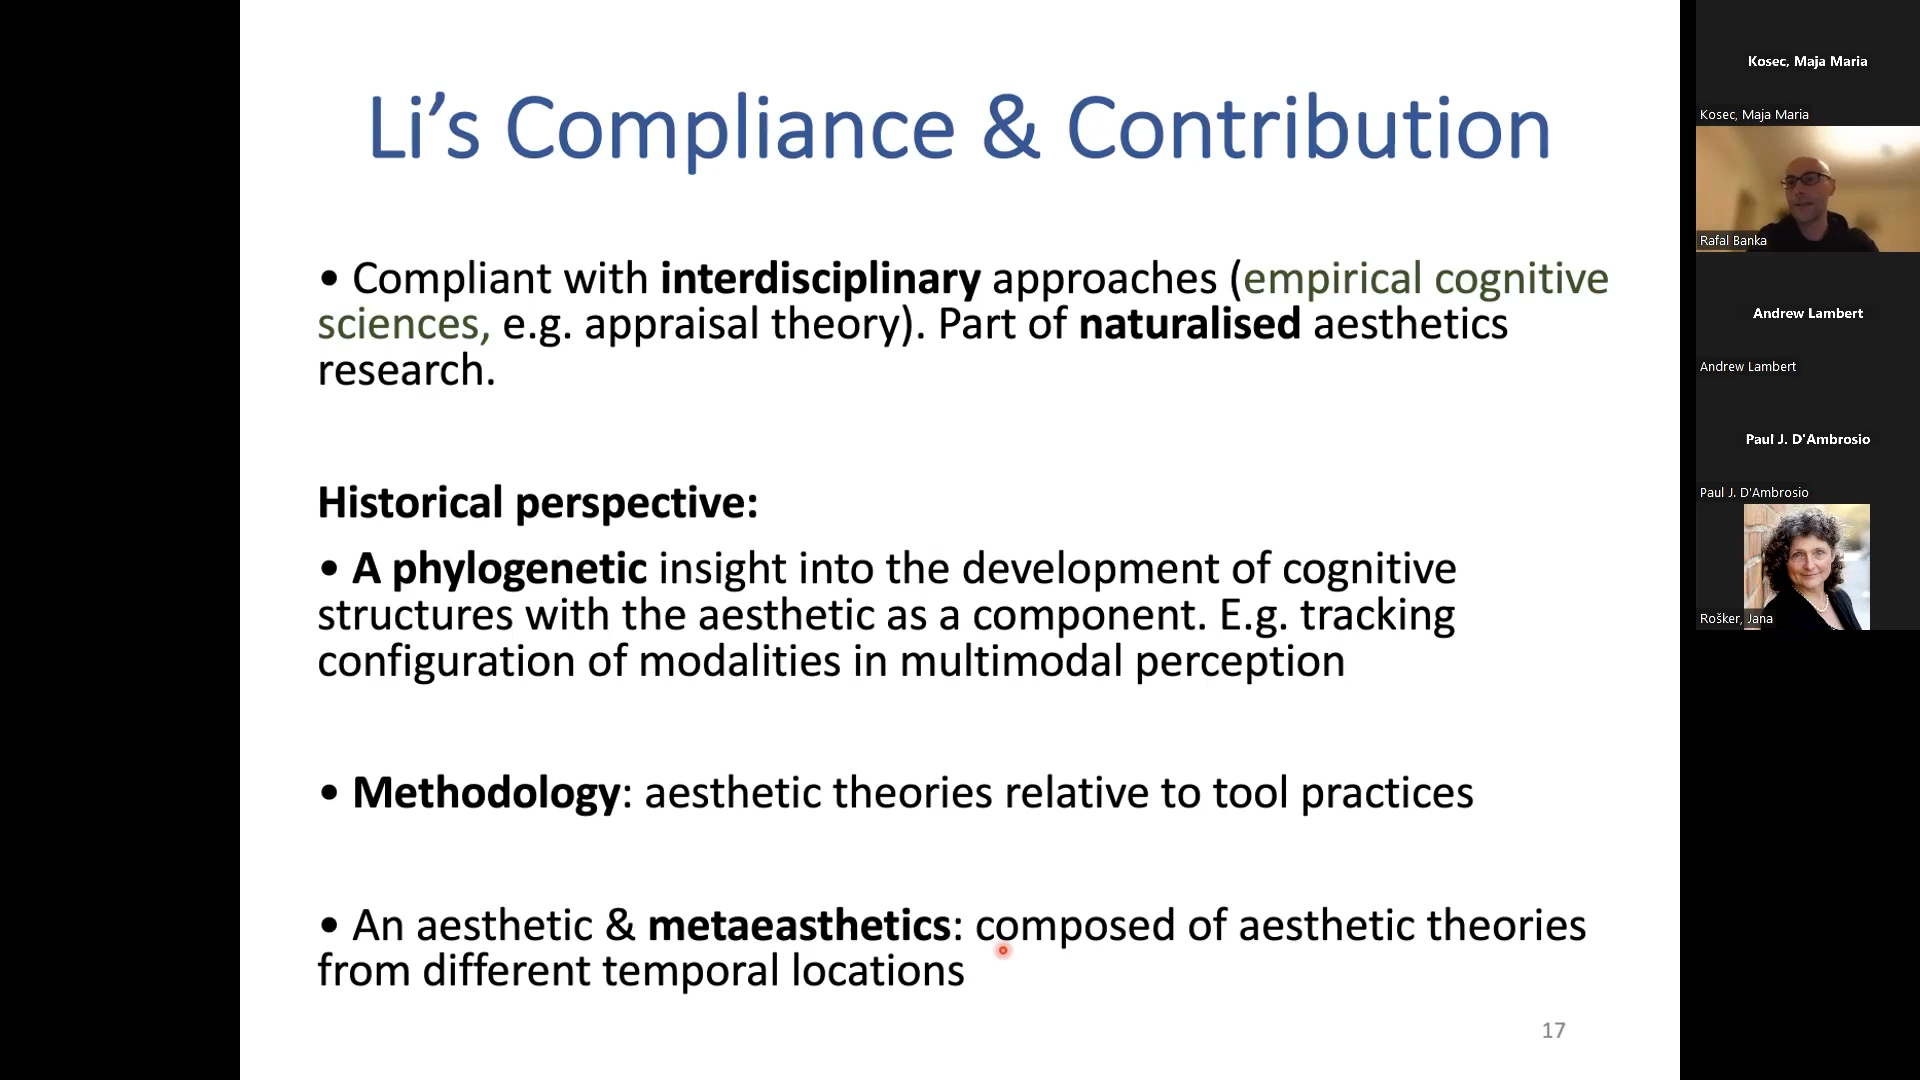 Li’s Compliance & Contribution
• Compliant with interdisciplinary approaches (empirical cognitive
sciences, e.g. appraisal theory). Part of naturalised aesthetics
research.
Historical perspective:
• A phylogenetic insight into the development of cognitive
structures with the aesthetic as a component. E.g. tracking
configuration of modalities in multimodal perception
• Methodology: aesthetic theories relative to tool practices
• An aesthetic & metaeasthetics: composed of aesthetic theories
from different temporal locations
17
Kosec, Maja Maria
Kosec, Maja Maria
Rafal Banka
Andrew Lambert
Andrew Lambert
Paul J. D'Ambrosio
Paul J. D'Ambrosio
Rošker, Jana